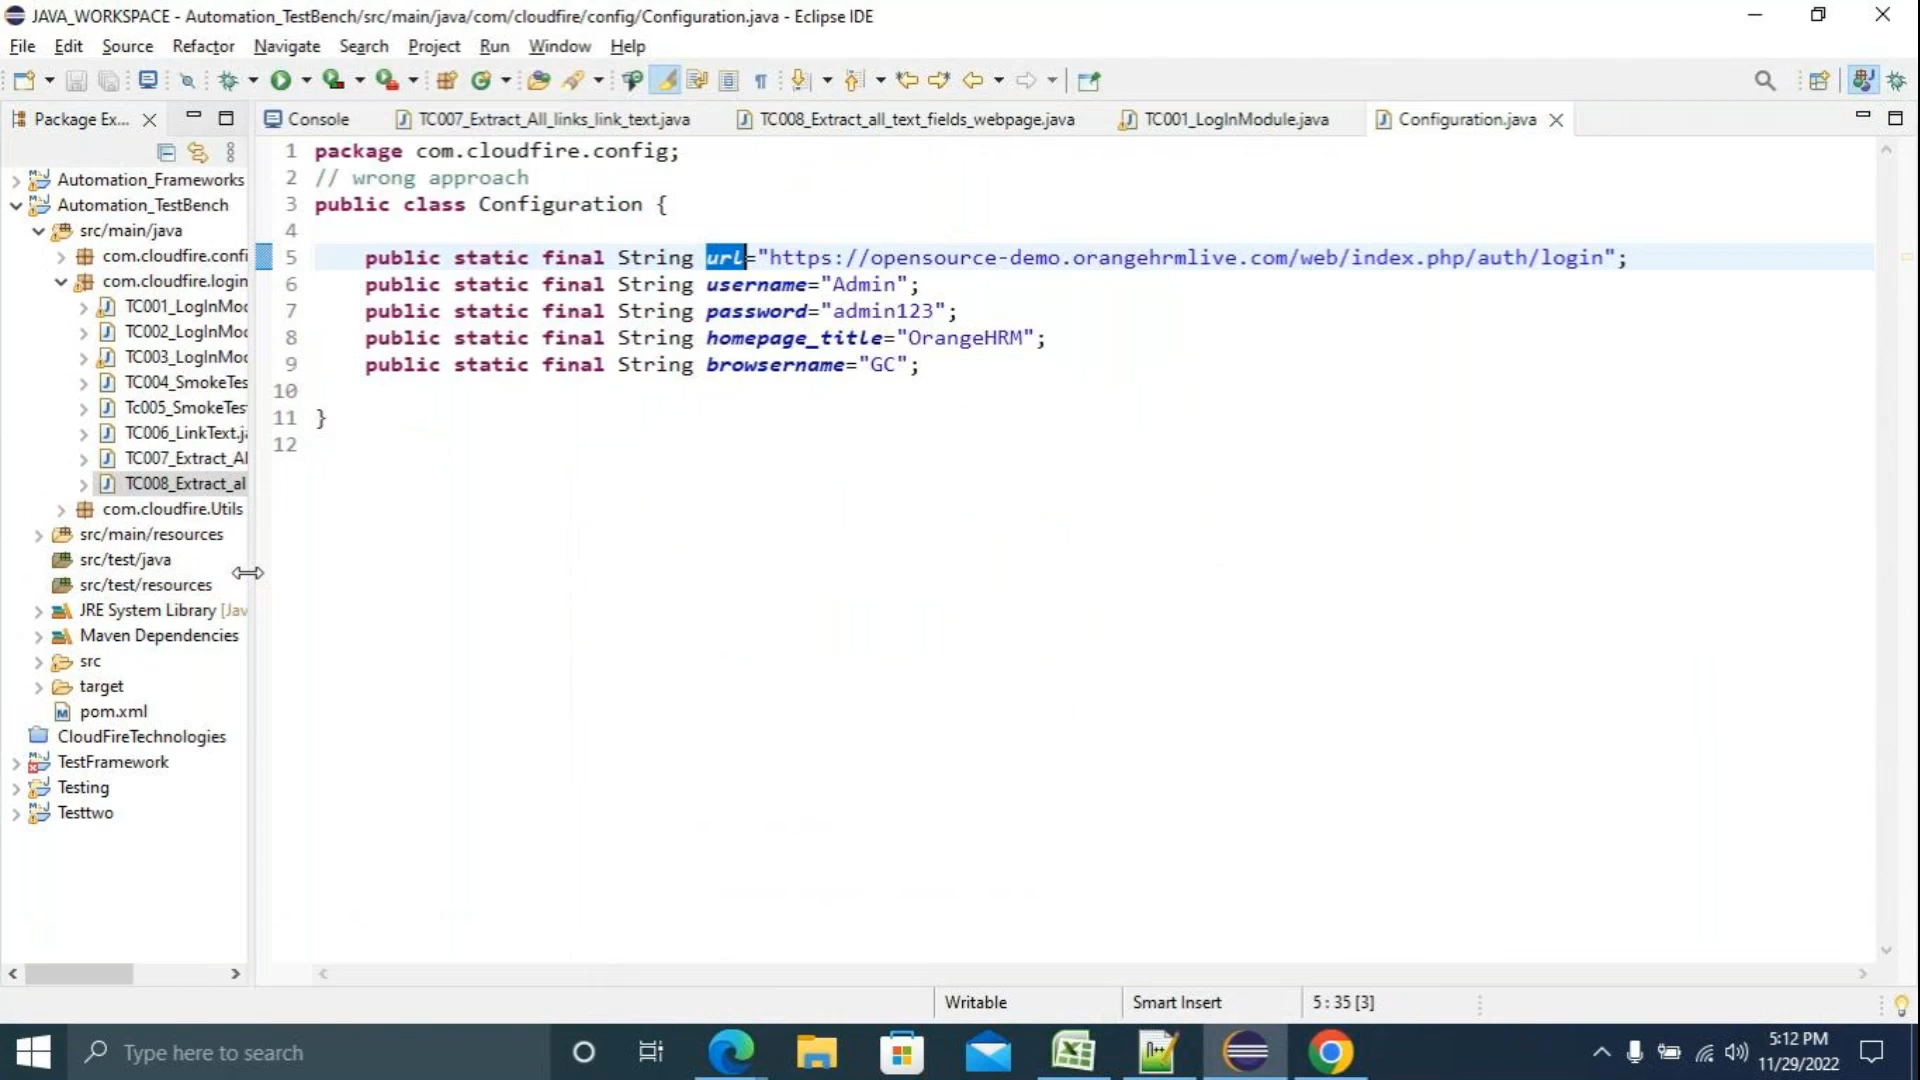 JAVA_WORKSPACE - Automation_TestBench/src/main/java/com/cloudfire/config/Configuration.java - Eclipse IDE
File Edit Source Refactor Navigate Search Project Run Window Help
Package Ex...
Console
TC007_Extract_All_links_link_text.java
TC008_Extract_all_text_fields_webpage.java
TC001_LogInModule.java
Configuration.java
Automation_Frameworks
Automation_TestBench
src/main/java
com.cloudfire.confi
com.cloudfire.login
TC001_LogInMo
TC002_LogInMo
TC003_LogInMo
TC004_SmokeTes
Tc005_SmokeTes
TC006_LinkText.j
TC007_Extract_Al
TC008_Extract_al
com.cloudfire.Utils
src/main/resources
src/test/java
src/test/resources
JRE System Library [Jav
Maven Dependencies
src
target
pom.xml
CloudFireTechnologies
TestFramework
Testing
Testtwo
1 package com.cloudfire.config;
2 // wrong approach
3 public class Configuration {
4
5 public static final String url="https://opensource-demo.orangehrmlive.com/web/index.php/auth/login";
6 public static final String username="Admin";
7 public static final String password="admin123";
8 public static final String homepage_title="OrangeHRM";
9 public static final String browsername="GC";
10
11 }
12
Writable
Smart Insert
5 : 35 [3]
Type here to search
5:12 PM
11/29/2022